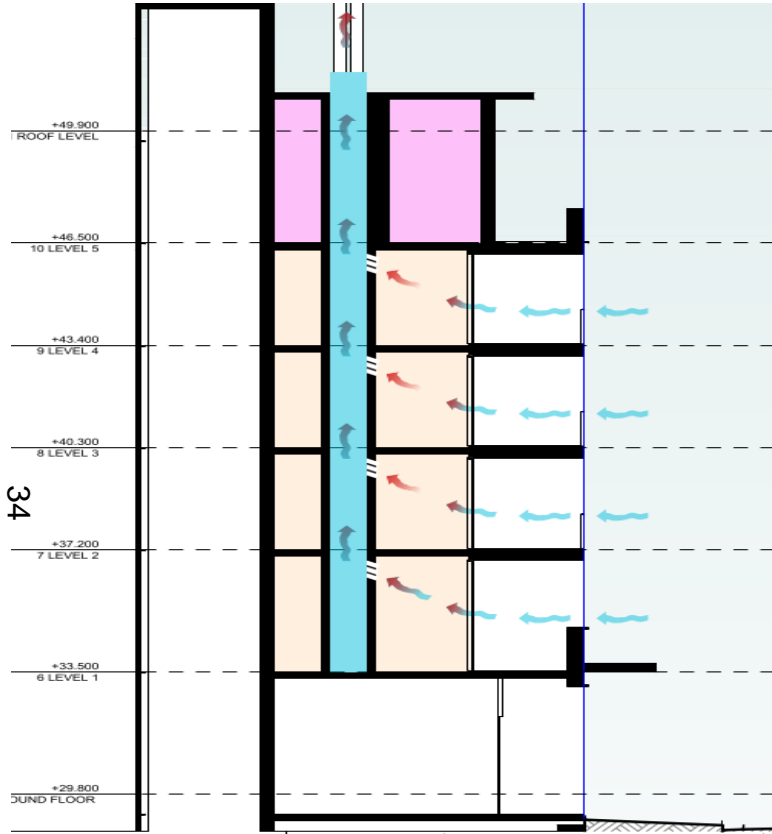 +49.900
ROOF LEVEL
+46.500
10 LEVEL 5
+43.400
9 LEVEL 4
+40.300
8 LEVEL 3
34
+37.200
7 LEVEL 2
+33.500
6 LEVEL 1
+29.800
OUND FLOOR